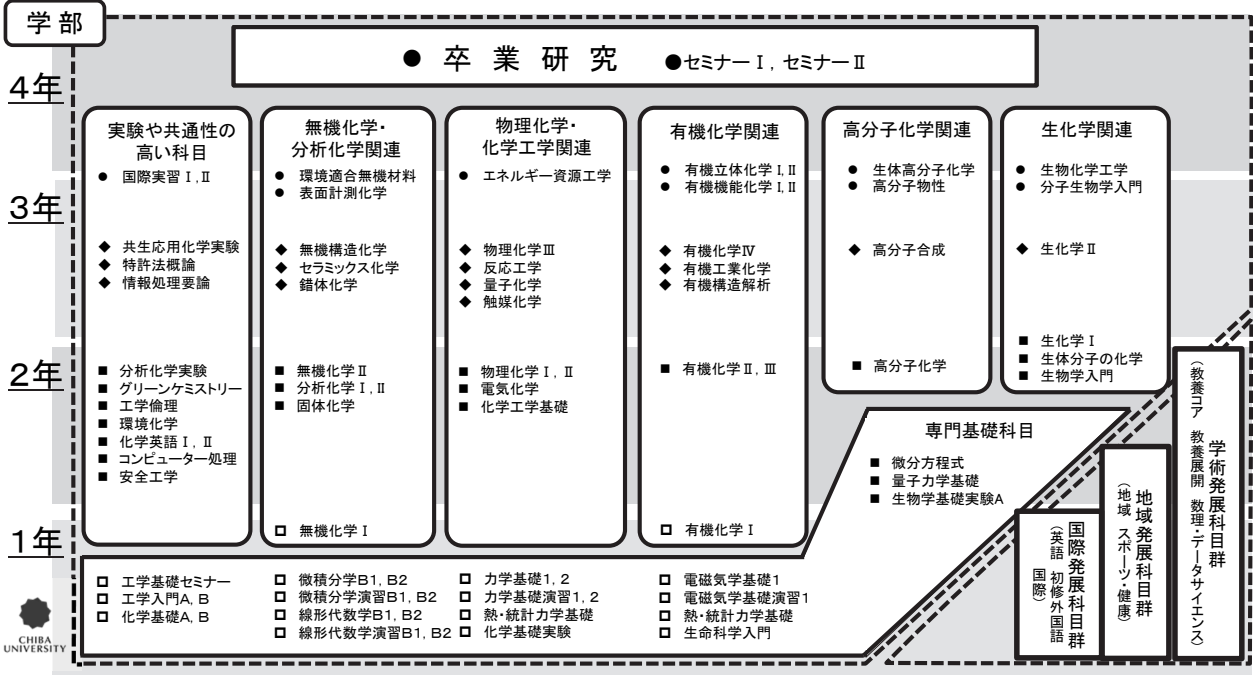 学部
● 卒業研究 ●セミナーⅠ, セミナーⅡ
4年
3年
2年
1年
実験や共通性の
高い科目
● 国際実習Ⅰ,Ⅱ
◆ 共生応用化学実験
◆ 特許法概論
◆ 情報処理要論
■ 分析化学実験
■ グリーンケミストリー
■ 工学倫理
■ 環境化学
■ 化学英語Ⅰ, Ⅱ
■ コンピューター処理
■ 安全工学
無機化学・
分析化学関連
● 環境適合無機材料
● 表面計測化学
◆ 無機構造化学
◆ セラミックス化学
◆ 錯体化学
■ 無機化学Ⅱ
■ 分析化学Ⅰ,Ⅱ
■ 固体化学
□ 無機化学Ⅰ
物理化学・
化学工学関連
● エネルギー資源工学
◆ 物理化学Ⅲ
◆ 反応工学
◆ 量子化学
◆ 触媒化学
■ 物理化学Ⅰ, Ⅱ
■ 電気化学
■ 化学工学基礎
有機化学関連
● 有機立体化学Ⅰ,Ⅱ
● 有機機能化学Ⅰ,Ⅱ
◆ 有機化学Ⅳ
◆ 有機工業化学
◆ 有機構造解析
■ 有機化学Ⅱ, Ⅲ
□ 有機化学Ⅰ
高分子化学関連
● 生体高分子化学
● 高分子物性
◆ 高分子合成
■ 高分子化学
生化学関連
● 生物化学工学
● 分子生物学入門
◆ 生化学Ⅱ
■ 生化学Ⅰ
■ 生体分子の化学
■ 生物学入門
専門基礎科目
■ 微分方程式
■ 量子力学基礎
■ 生物学基礎実験A
□ 工学基礎セミナー
□ 工学入門A, B
□ 化学基礎A, B
□ 微積分学B1, B2
□ 微積分学演習B1, B2
□ 線形代数学B1, B2
□ 線形代数学演習B1, B2
□ 力学基礎1, 2
□ 力学基礎演習1, 2
□ 熱・統計力学基礎
□ 化学基礎実験
□ 電磁気学基礎1
□ 電磁気学基礎演習1
□ 熱・統計力学基礎
□ 生命科学入門
国際発展科目群
(英語 初修外国語
国際)
地域発展科目群
(地域 スポーツ・健康)
学術発展科目群
(教養コア 教養展開 数理・データサイエンス)
CHIBA
UNIVERSITY